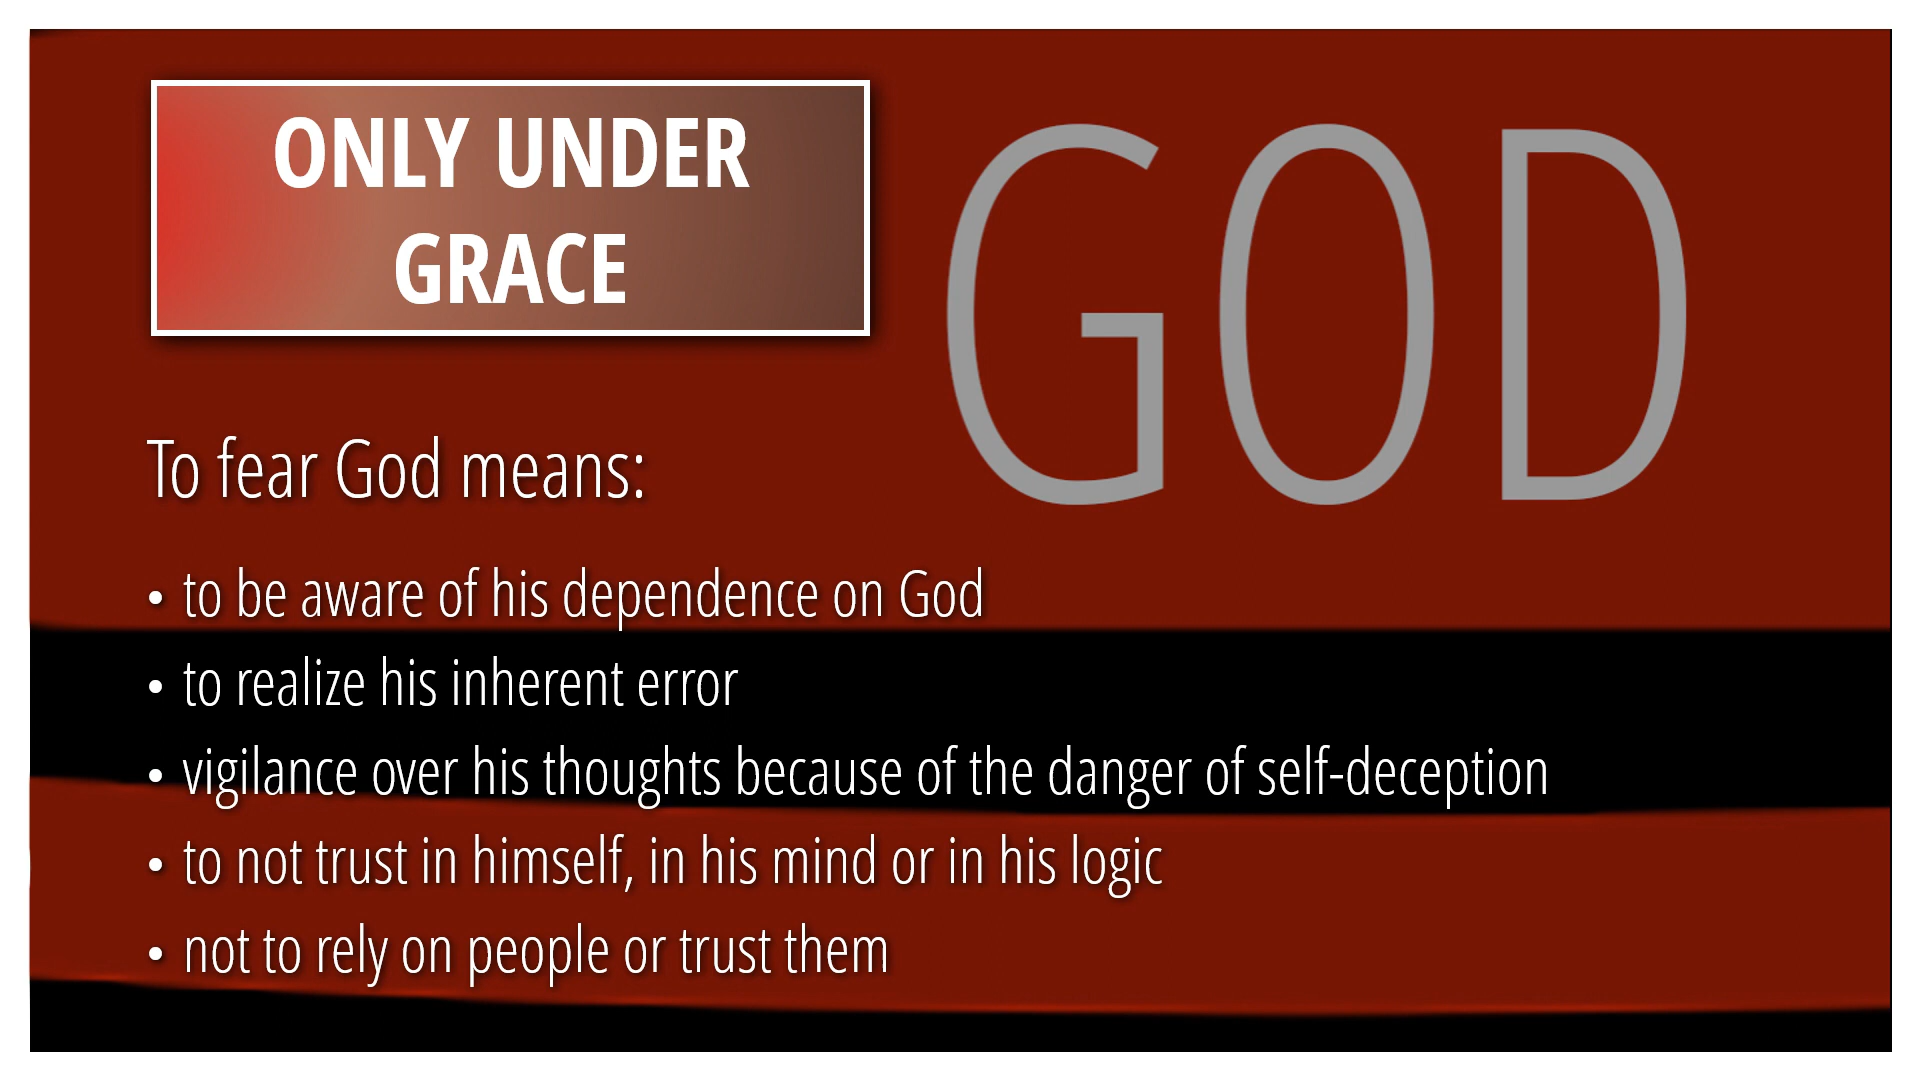 ONLY UNDER
GRACE
GOD
To fear God means:
• to be aware of his dependence on God
• to realize his inherent error
• vigilance over his thoughts because of the danger of self-deception
• to not trust in himself, in his mind or in his logic
• not to rely on people or trust them